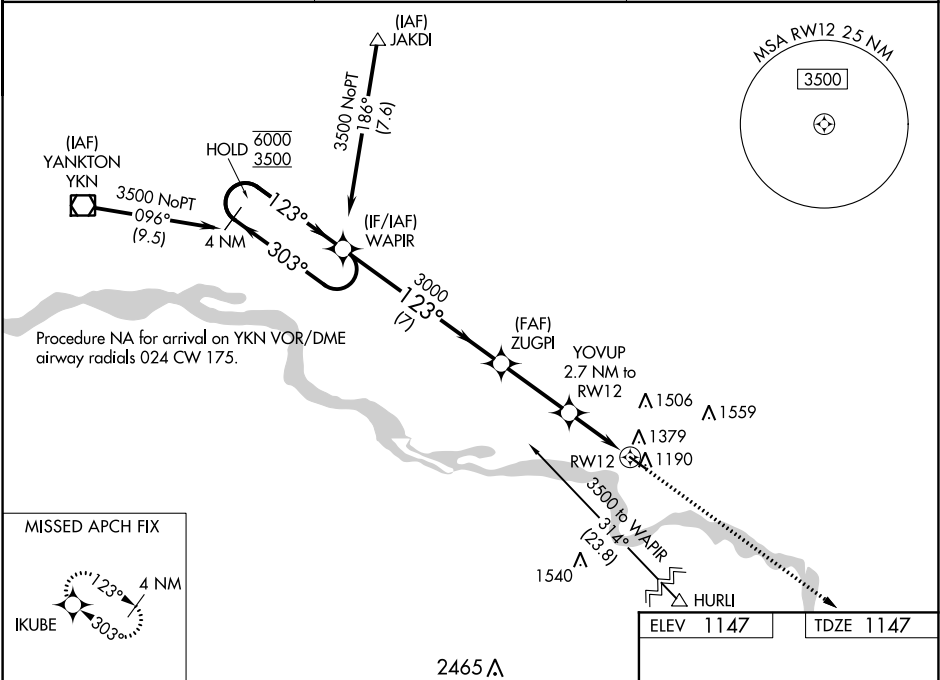 (IAF)
JAKDI
MSA RW12 25 NM
3500
3500 NoPT
186°
(7.6)
(IAF)
YANKTON
YKN
HOLD
6000
3500
3500 NoPT
096°
(9.5)
4 NM
123°
303°
(IF/IAF)
WAPIR
3000
123°
(7)
(FAF)
ZUGPI
Procedure NA for arrival on YKN VOR/DME
airway radials 024 CW 175.
YOVUP
2.7 NM to
RW12
1506
1559
1379
RW12
1190
3500 to WAPIR
314°
(23.8)
1540
HURLI
MISSED APCH FIX
4 NM
123°
303°
IKUBE
ELEV 1147
TDZE 1147
2465